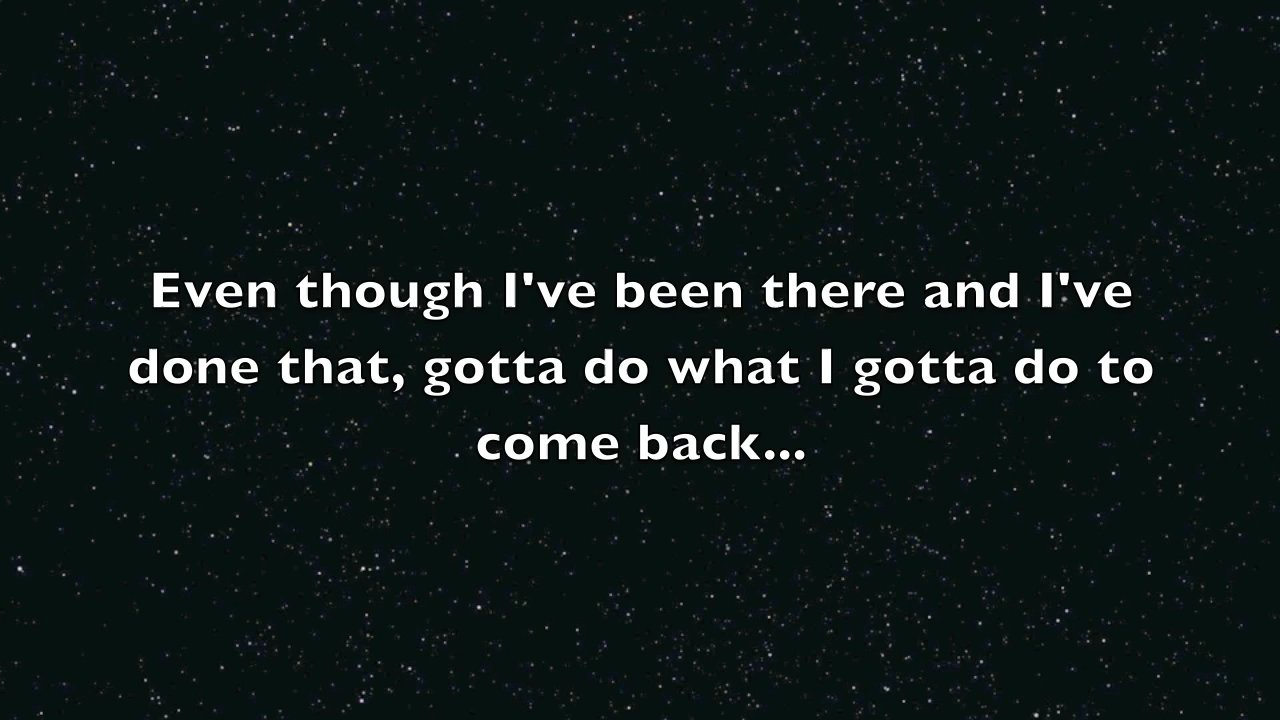 Even though I've been there and I've
done that, gotta do what I gotta do to
come back...